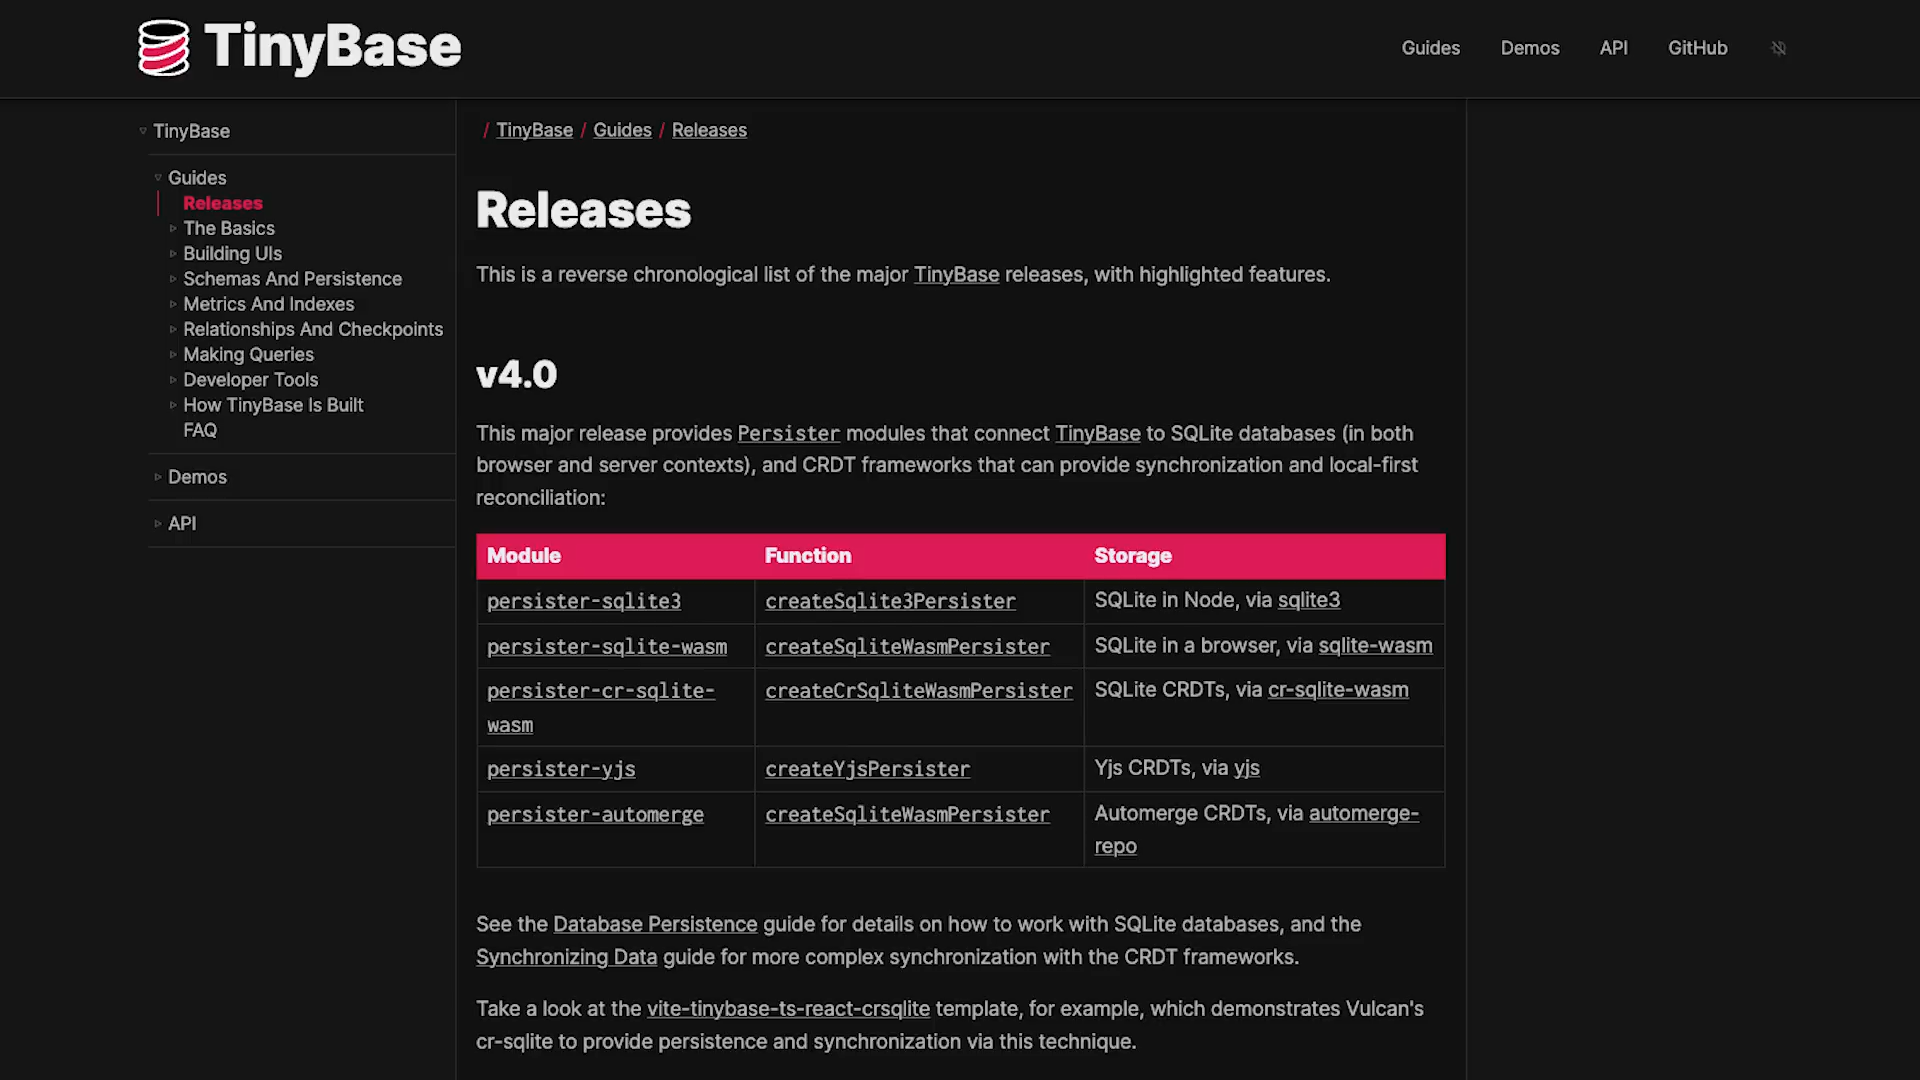 TinyBase
Guides Demos API GitHub
TinyBase
Guides
Releases
The Basics
Building UIs
Schemas And Persistence
Metrics And Indexes
Relationships And Checkpoints
Making Queries
Developer Tools
How TinyBase Is Built
FAQ
Demos
API
/ TinyBase / Guides / Releases
Releases
This is a reverse chronological list of the major TinyBase releases, with highlighted features.
v4.0
This major release provides Persister modules that connect TinyBase to SQLite databases (in both
browser and server contexts), and CRDT frameworks that can provide synchronization and local-first
reconciliation:
Module Function Storage
persister-sqlite3 createSqlite3Persister SQLite in Node, via sqlite3
persister-sqlite-wasm createSqliteWasmPersister SQLite in a browser, via sqlite-wasm
persister-cr-sqlite- createCrSqliteWasmPersister SQLite CRDTs, via cr-sqlite-wasm
wasm
persister-yjs createYjsPersister Yjs CRDTs, via yjs
persister-automerge createSqliteWasmPersister Automerge CRDTs, via automerge-
repo
See the Database Persistence guide for details on how to work with SQLite databases, and the
Synchronizing Data guide for more complex synchronization with the CRDT frameworks.
Take a look at the vite-tinybase-ts-react-crsqlite template, for example, which demonstrates Vulcan's
cr-sqlite to provide persistence and synchronization via this technique.